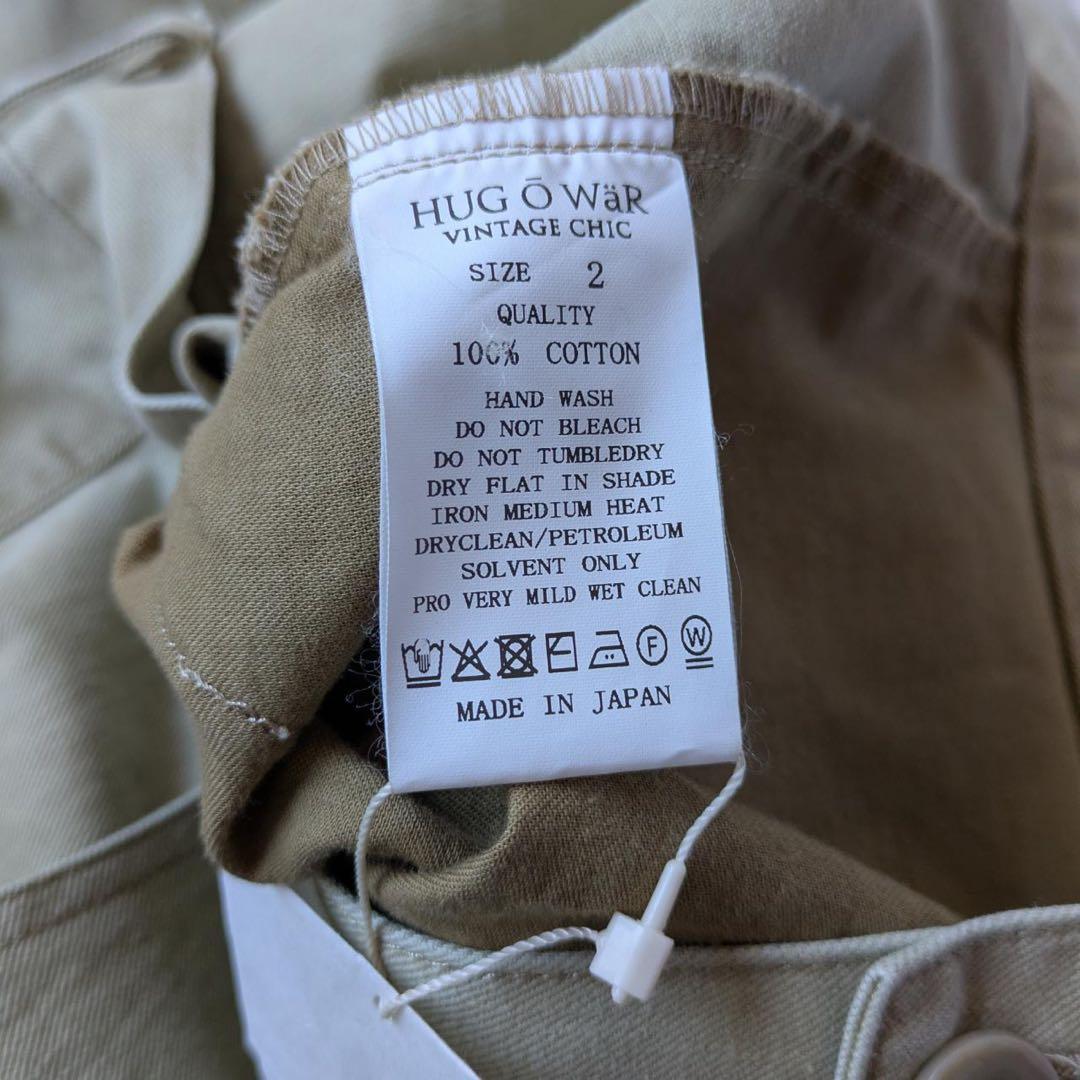 HUG Ō WäR
VINTAGE CHIC
SIZE 2
QUALITY
100% COTTON
HAND WASH
DO NOT BLEACH
DO NOT TUMBLEDRY
DRY FLAT IN SHADE
IRON MEDIUM HEAT
DRYCLEAN/PETROLEUM
SOLVENT ONLY
PRO VERY MILD WET CLEAN
F W
MADE IN JAPAN